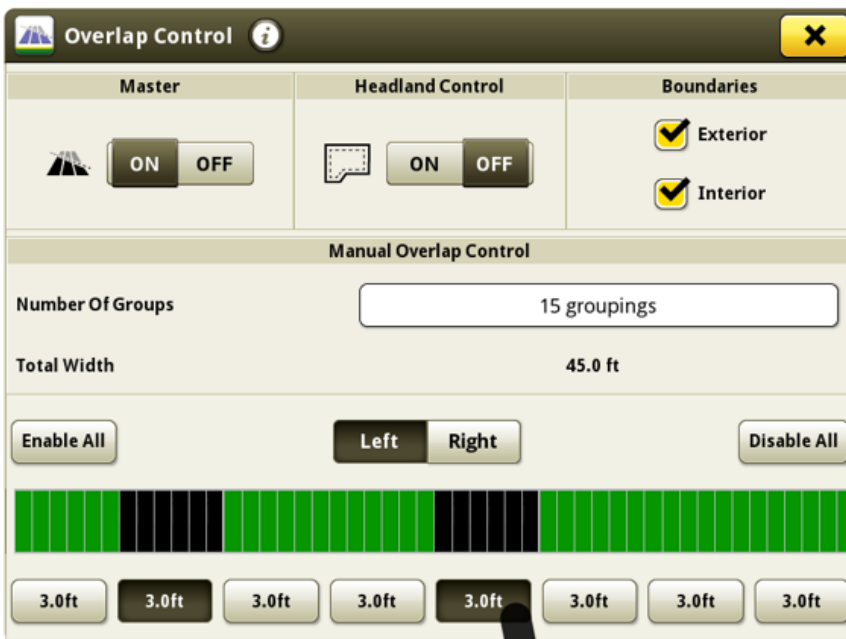 Overlap Control i
Master Headland Control Boundaries
ON OFF ON OFF Exterior
Interior
Manual Overlap Control
Number Of Groups 15 groupings
Total Width 45.0 ft
Enable All Left Right Disable All
3.0ft 3.0ft 3.0ft 3.0ft 3.0ft 3.0ft 3.0ft 3.0ft